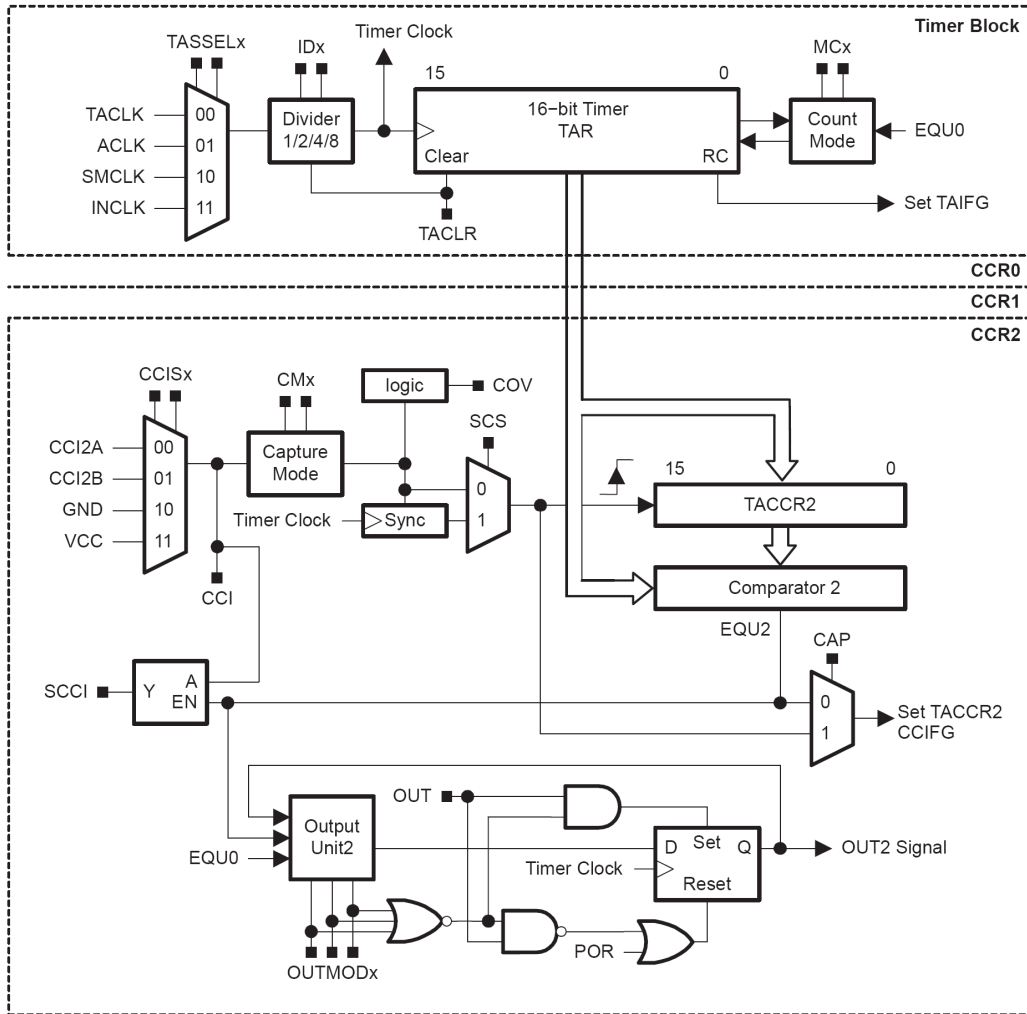 Timer Block
Timer Clock
TASSELx
IDx
15
0
MCx
TACLK
ACLK
SMCLK
INCLK
00
01
10
11
Divider
1/2/4/8
16−bit Timer
TAR
Clear
RC
Count
Mode
EQU0
Set TAIFG
TACLR
CCR0
CCR1
CCR2
CCISx
CMx
logic
COV
SCS
CCI2A
CCI2B
GND
VCC
00
01
10
11
Capture
Mode
0
1
Timer Clock
Sync
15
0
TACCR2
CCI
Comparator 2
EQU2
CAP
SCCI
Y
A
EN
0
1
Set TACCR2
CCIFG
OUT
Output
Unit2
EQU0
D
Set
Q
Reset
Timer Clock
OUT2 Signal
POR
OUTMODx